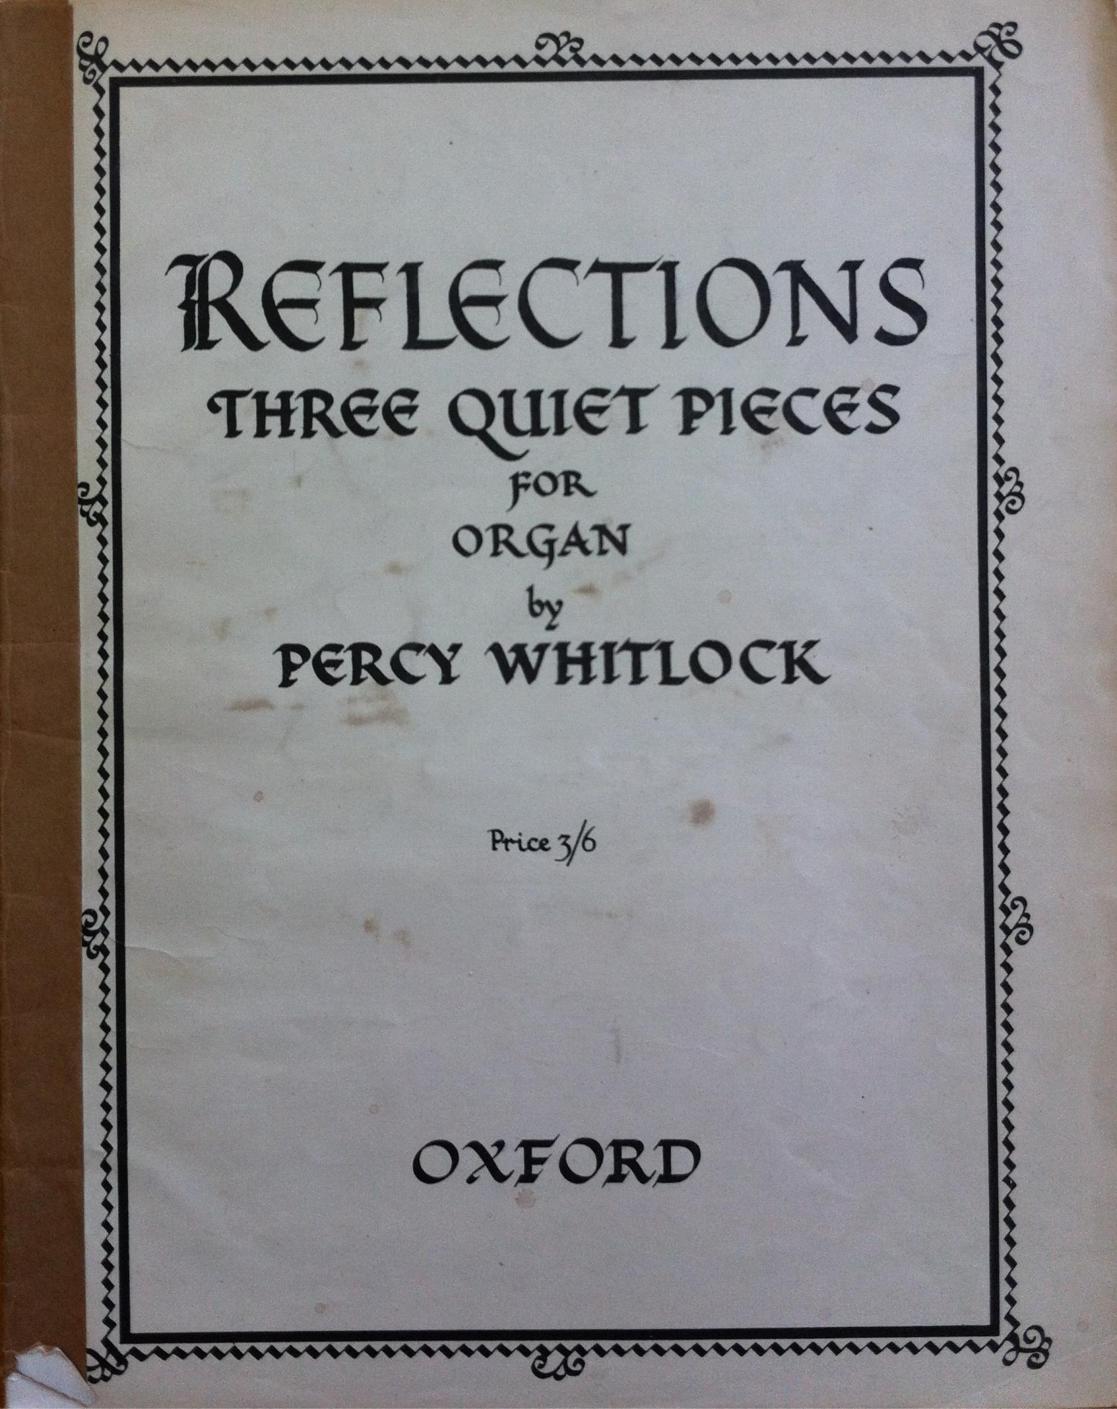 REFLECTIONS
THREE QUIET PIECES
FOR
ORGAN
by
PERCY WHITLOCK
Price 3/6
OXFORD